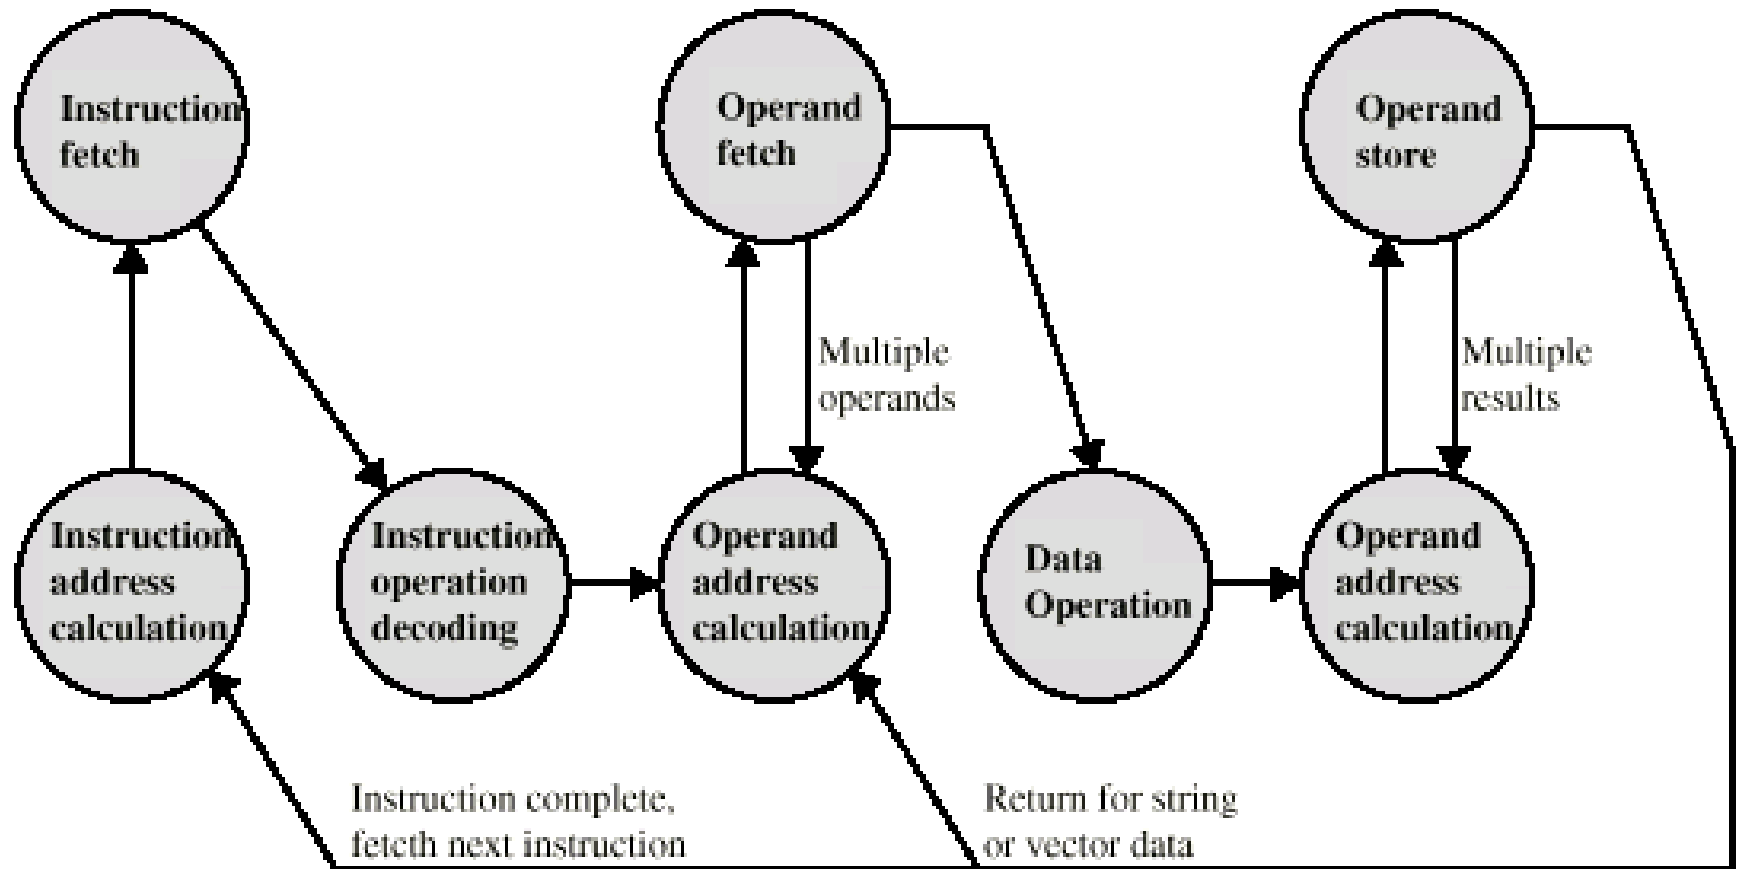 Instruction
fetch
Operand
fetch
Operand
store
Multiple
operands
Multiple
results
Instruction
address
calculation
Instruction
operation
decoding
Operand
address
calculation
Data
Operation
Operand
address
calculation
Instruction complete,
fetcth next instruction
Return for string
or vector data